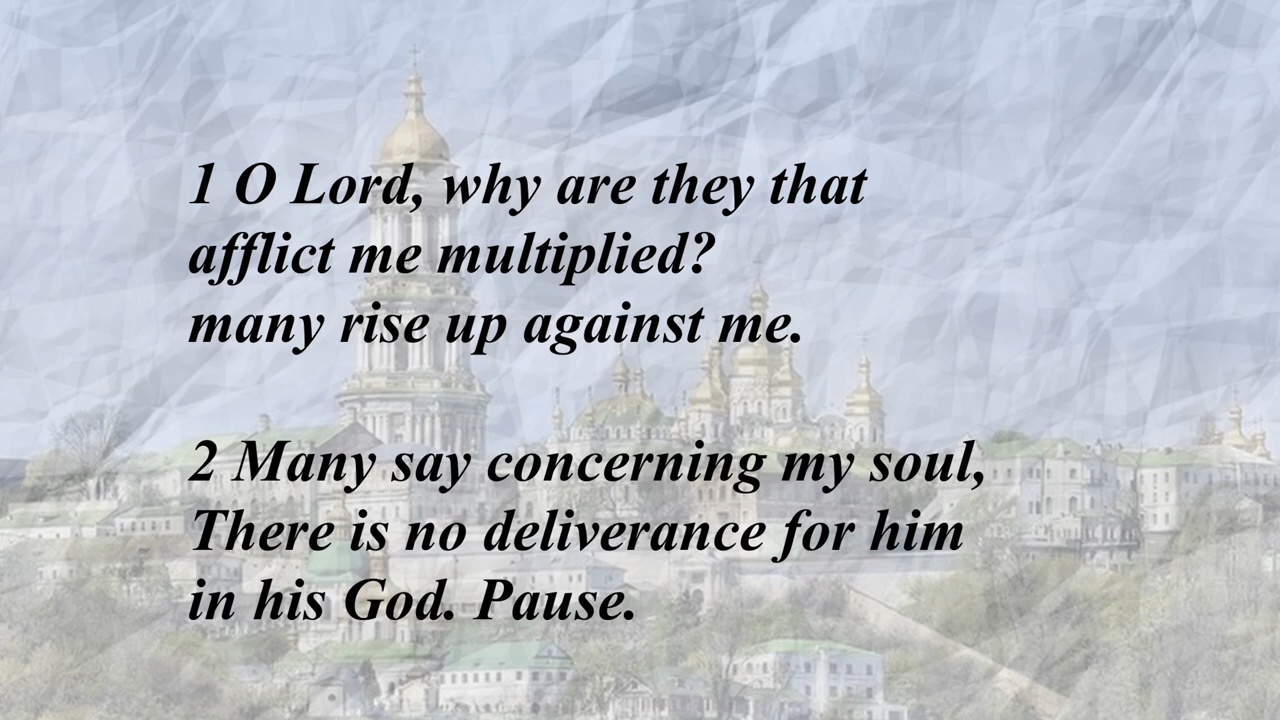 1 O Lord, why are they that
afflict me multiplied?
many rise up against me.
2 Many say concerning my soul,
There is no deliverance for him
in his God. Pause.